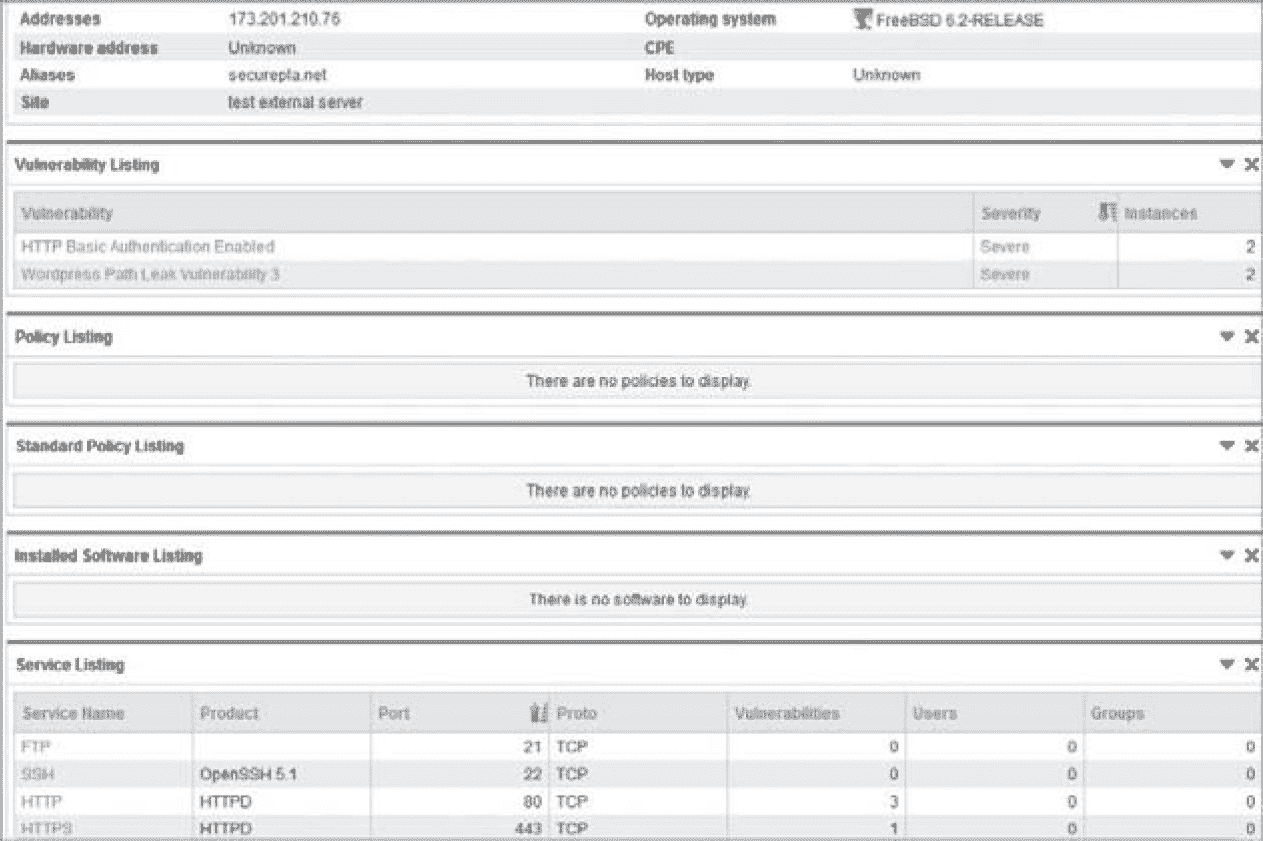 Addresses 173.201.210.76 Operating system FreeBSD 6.2-RELEASE
Hardware address Unknown CPE
Aliases securepla.net Host type Unknown
Site test external server
Vulnerability Listing
Vulnerability Severity Instances
HTTP Basic Authentication Enabled Severe 2
Wordpress Path Leak Vulnerability 3 Severe 2
Policy Listing
There are no policies to display.
Standard Policy Listing
There are no policies to display.
Installed Software Listing
There is no software to display.
Service Listing
Service Name Product Port Proto Vulnerabilities Users Groups
FTP 21 TCP 0 0 0
SSH OpenSSH 5.1 22 TCP 0 0 0
HTTP HTTPD 80 TCP 3 0 0
HTTPS HTTPD 443 TCP 1 0 0